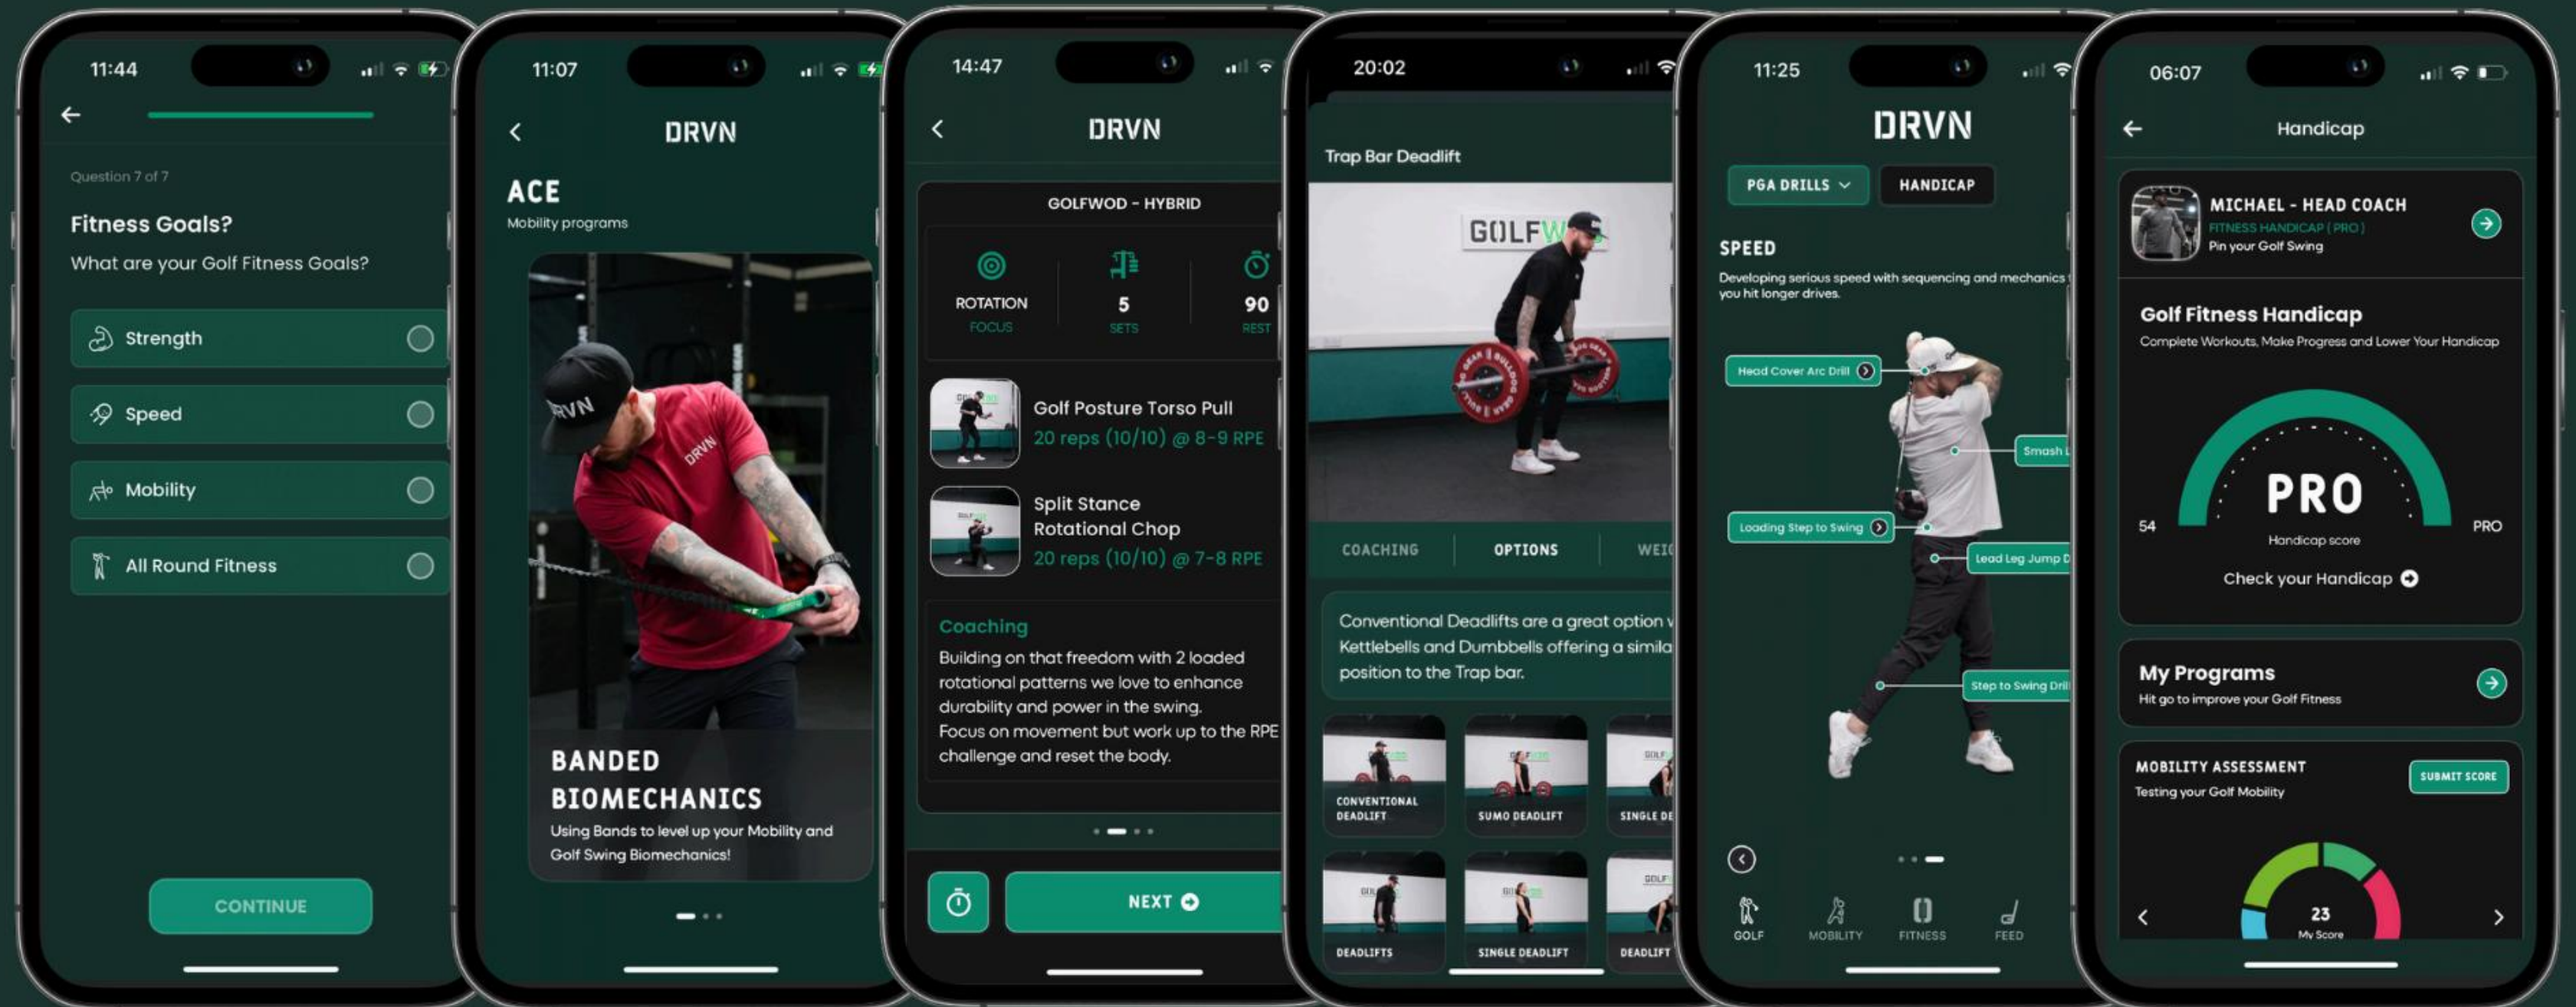 11:44
Question 7 of 7
Fitness Goals?
What are your Golf Fitness Goals?
Strength
Speed
Mobility
All Round Fitness
CONTINUE
11:07
DRVN
ACE
Mobility programs
DRVN
BANDED
BIOMECHANICS
Using Bands to level up your Mobility and
Golf Swing Biomechanics!
14:47
DRVN
GOLFWOD - HYBRID
ROTATION
FOCUS
5
SETS
90
REST
Golf Posture Torso Pull
20 reps (10/10) @ 8-9 RPE
Split Stance
Rotational Chop
20 reps (10/10) @ 7-8 RPE
Coaching
Building on that freedom with 2 loaded
rotational patterns we love to enhance
durability and power in the swing.
Focus on movement but work up to the RPE
challenge and reset the body.
NEXT
20:02
Trap Bar Deadlift
GOLFW
BULLDOG GEAR
COACHING
OPTIONS
Conventional Deadlifts are a great option
Kettlebells and Dumbbells offering a
position to the Trap bar.
CONVENTIONAL
DEADLIFT
SUMO DEADLIFT
SINGLE
DEADLIFTS
SINGLE DEADLIFT
DEADLIFT
11:25
DRVN
PGA DRILLS
HANDICAP
SPEED
Developing serious speed with sequencing and mechanics
you hit longer drives.
Head Cover Arc Drill
Smash
Loading Step to Swing
Lead Leg Jump
Step to Swing
GOLF
MOBILITY
FITNESS
FEED
06:07
Handicap
MICHAEL - HEAD COACH
FITNESS HANDICAP (PRO)
Pin your Golf Swing
Golf Fitness Handicap
Complete Workouts, Make Progress and Lower Your Handicap
PRO
54
PRO
Handicap score
Check your Handicap
My Programs
Hit go to improve your Golf Fitness
MOBILITY ASSESSMENT
Testing your Golf Mobility
SUBMIT SCORE
23
My Score